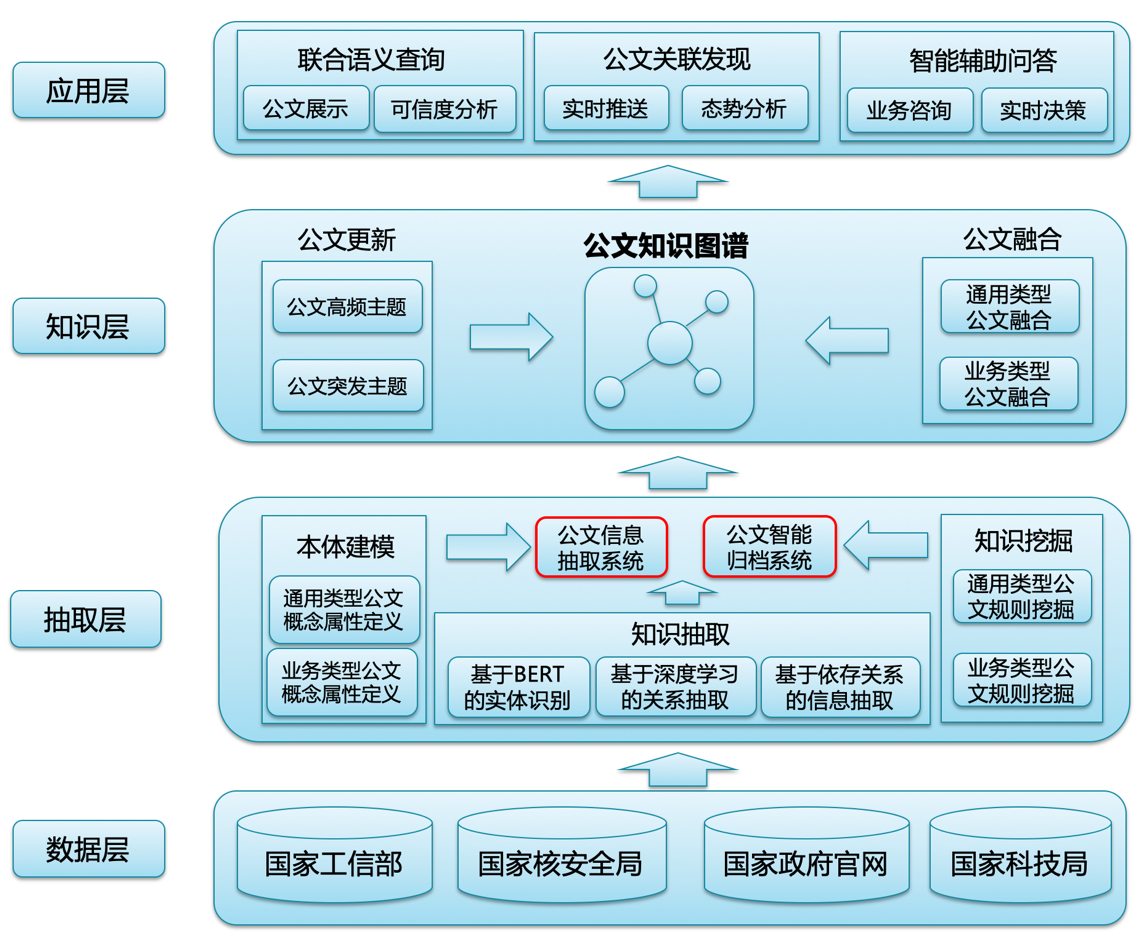 应用层
联合语义查询
公文展示
可信度分析
公文关联发现
实时推送
态势分析
智能辅助问答
业务咨询
实时决策
知识层
公文更新
公文高频主题
公文突发主题
公文知识图谱
公文融合
通用类型
公文融合
业务类型
公文融合
抽取层
本体建模
通用类型公文
概念属性定义
业务类型公文
概念属性定义
公文信息
抽取系统
公文智能
归档系统
知识抽取
基于BERT
的实体识别
基于深度学习
的关系抽取
基于依存关系
的信息抽取
知识挖掘
通用类型公
文规则挖掘
业务类型公
文规则挖掘
数据层
国家工信部
国家核安全局
国家政府官网
国家科技局